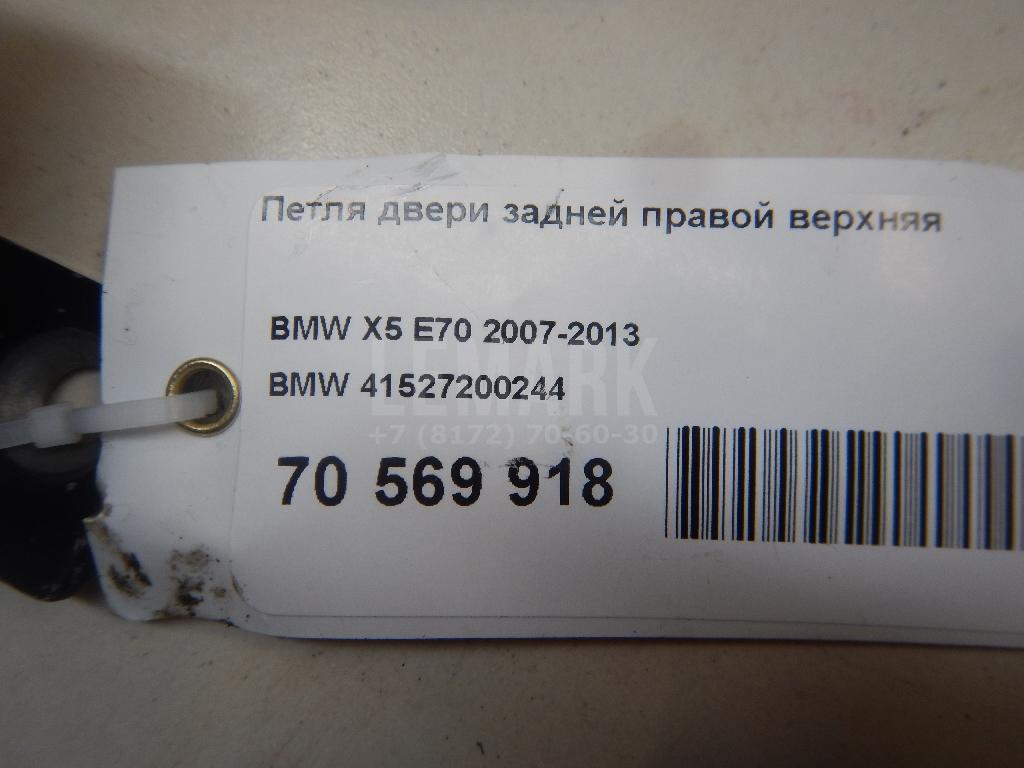 Петля двери задней правой верхняя
BMW X5 E70 2007-2013
LEMARK
BMW 41527200244
+7 (8172) 70-60-30
70 569 918